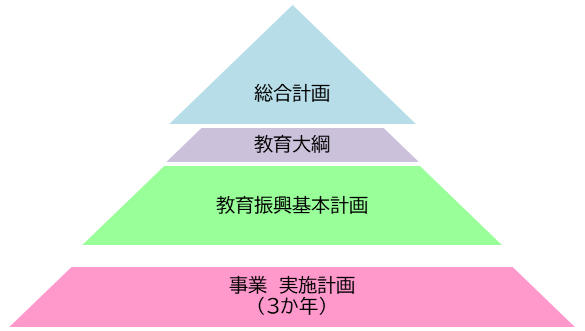 総合計画
教育大綱
教育振興基本計画
事業　実施計画
（３か年）